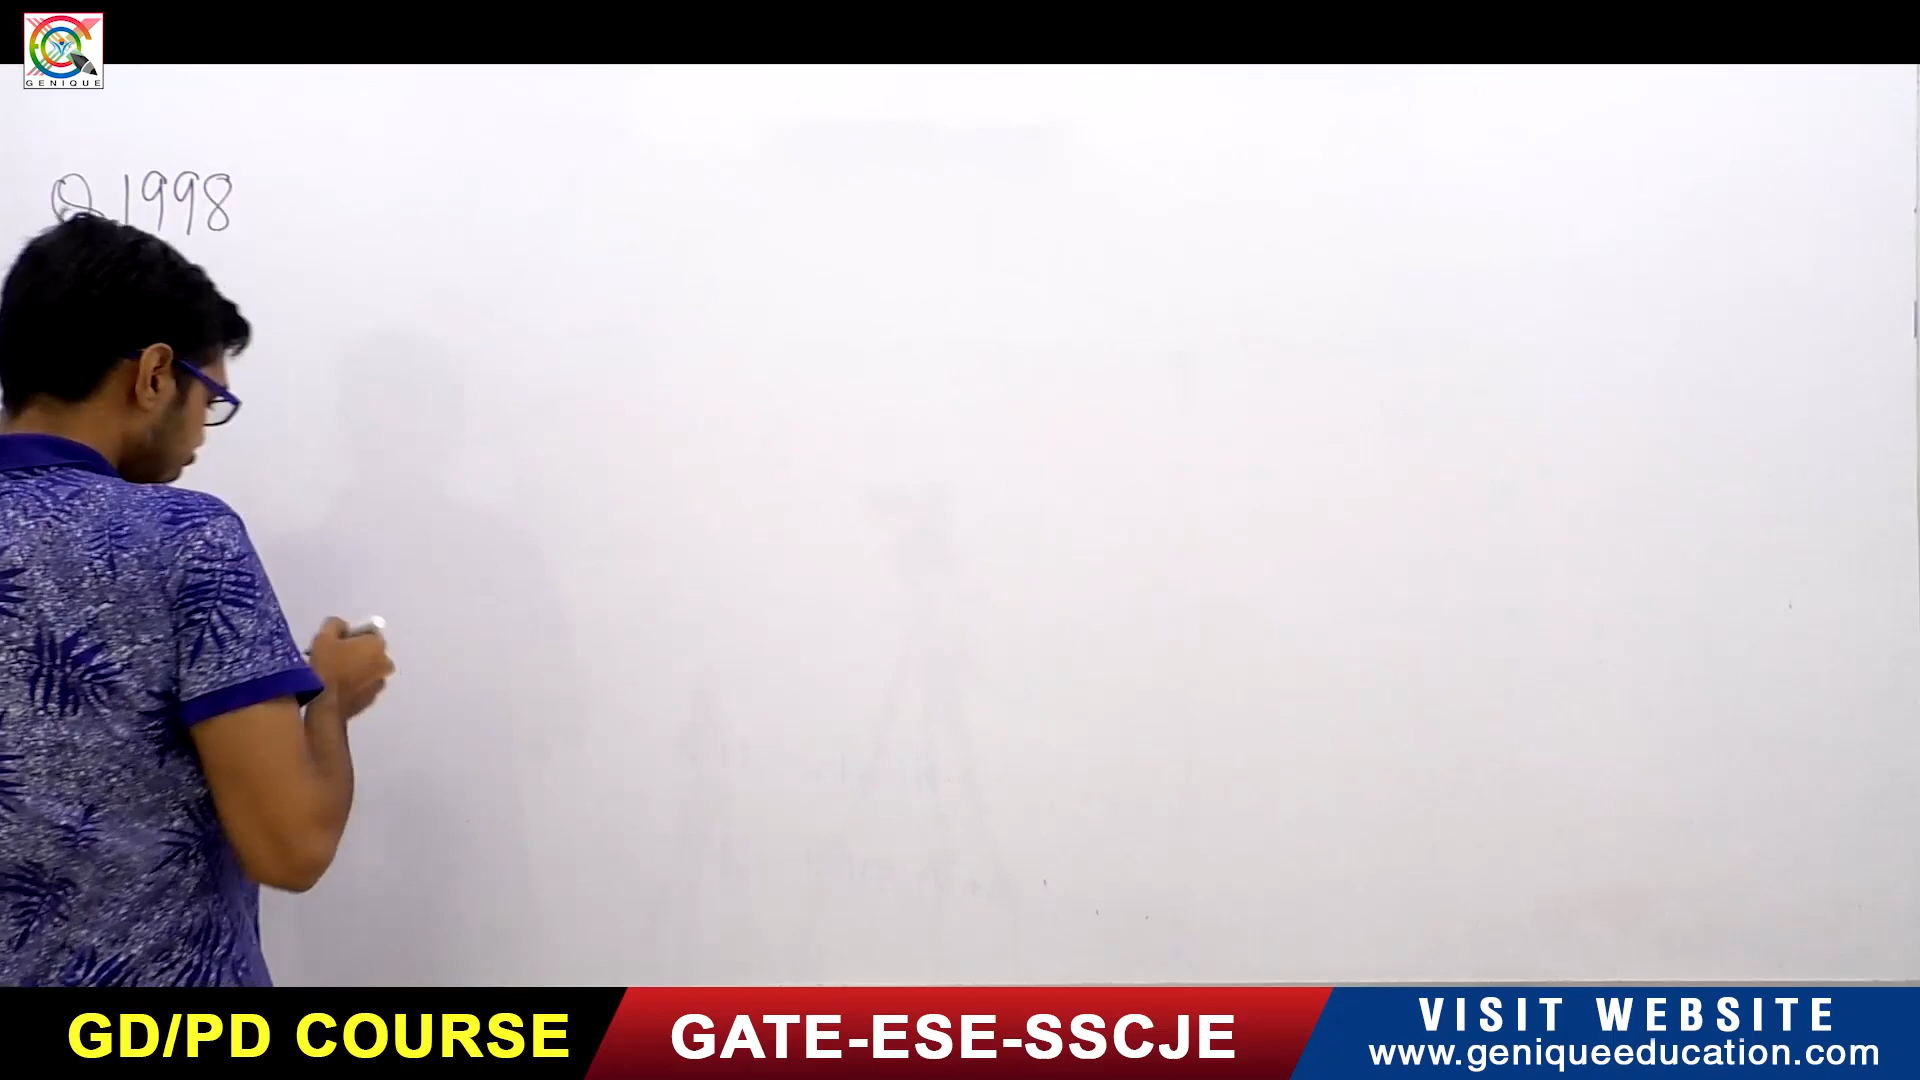 GENIQUE
Q 1998
GD/PD COURSE
GATE-ESE-SSCJE
VISIT WEBSITE
www.geniqueeducation.com